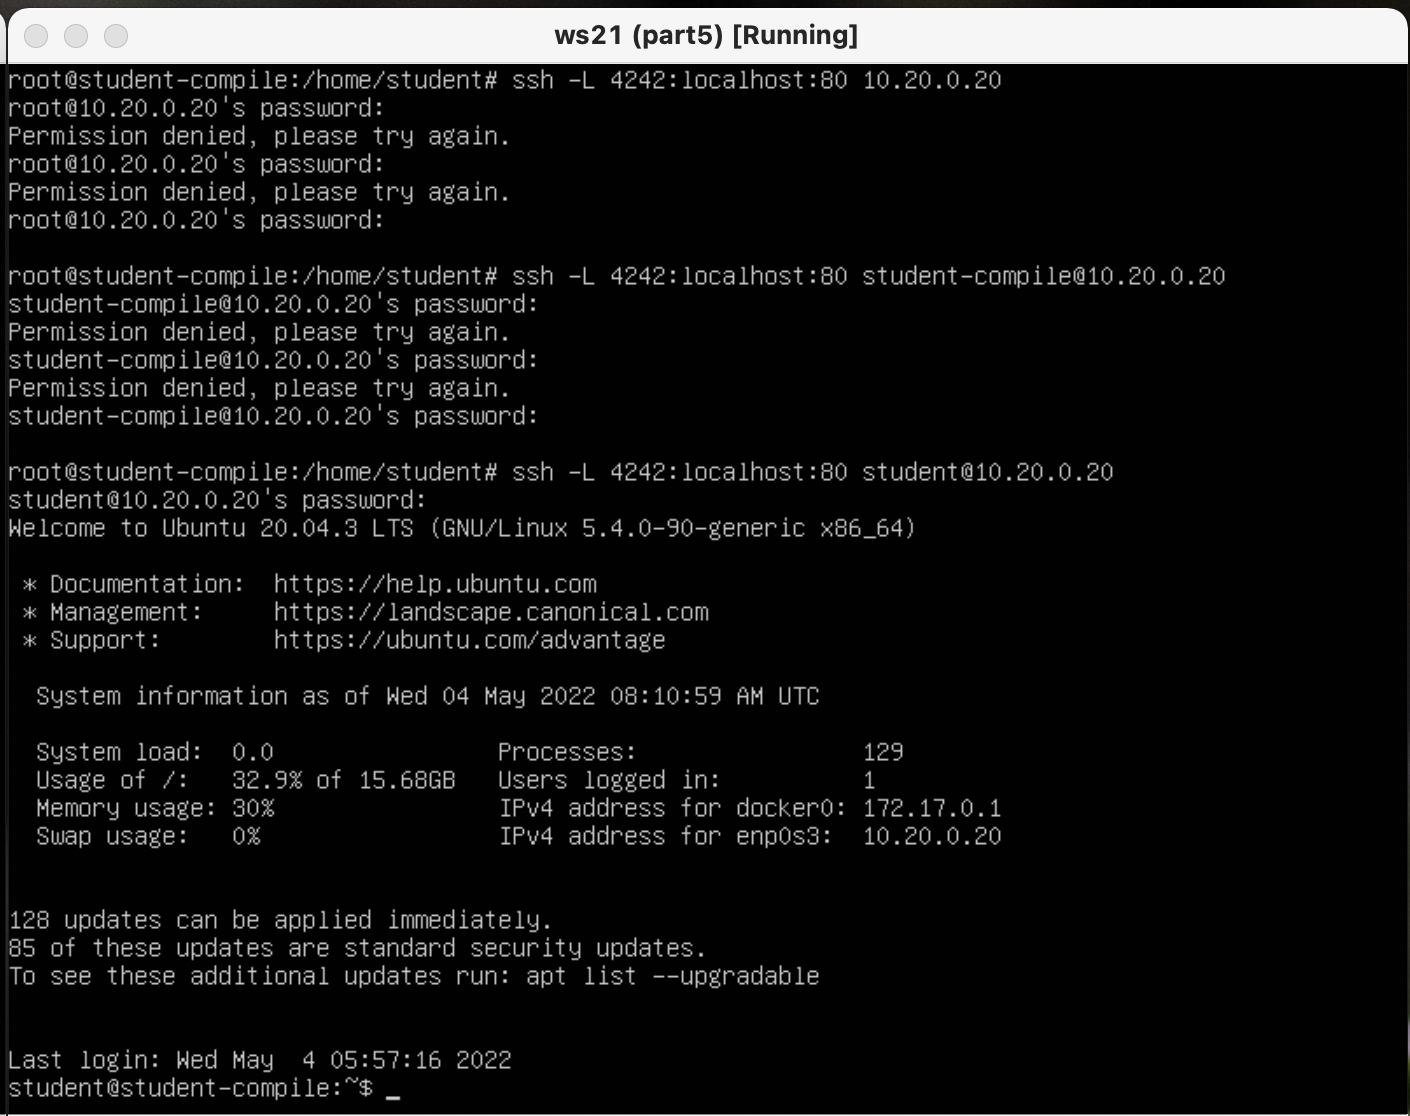 ws21 (part5) [Running]
root@student-compile:/home/student# ssh -L 4242:localhost:80 10.20.0.20
root@10.20.0.20's password:
Permission denied, please try again.
root@10.20.0.20's password:
Permission denied, please try again.
root@10.20.0.20's password:
root@student-compile:/home/student# ssh -L 4242:localhost:80 student-compile@10.20.0.20
student-compile@10.20.0.20's password:
Permission denied, please try again.
student-compile@10.20.0.20's password:
Permission denied, please try again.
student-compile@10.20.0.20's password:
root@student-compile:/home/student# ssh -L 4242:localhost:80 student@10.20.0.20
student@10.20.0.20's password:
Welcome to Ubuntu 20.04.3 LTS (GNU/Linux 5.4.0-90-generic x86_64)
* Documentation:  https://help.ubuntu.com
* Management:     https://landscape.canonical.com
* Support:        https://ubuntu.com/advantage
System information as of Wed 04 May 2022 08:10:59 AM UTC
System load:  0.0                Processes:                129
Usage of /:   32.9% of 15.68GB   Users logged in:          1
Memory usage: 30%                IPv4 address for docker0: 172.17.0.1
Swap usage:   0%                 IPv4 address for enp0s3:  10.20.0.20
128 updates can be applied immediately.
85 of these updates are standard security updates.
To see these additional updates run: apt list --upgradable
Last login: Wed May  4 05:57:16 2022
student@student-compile:~$ _